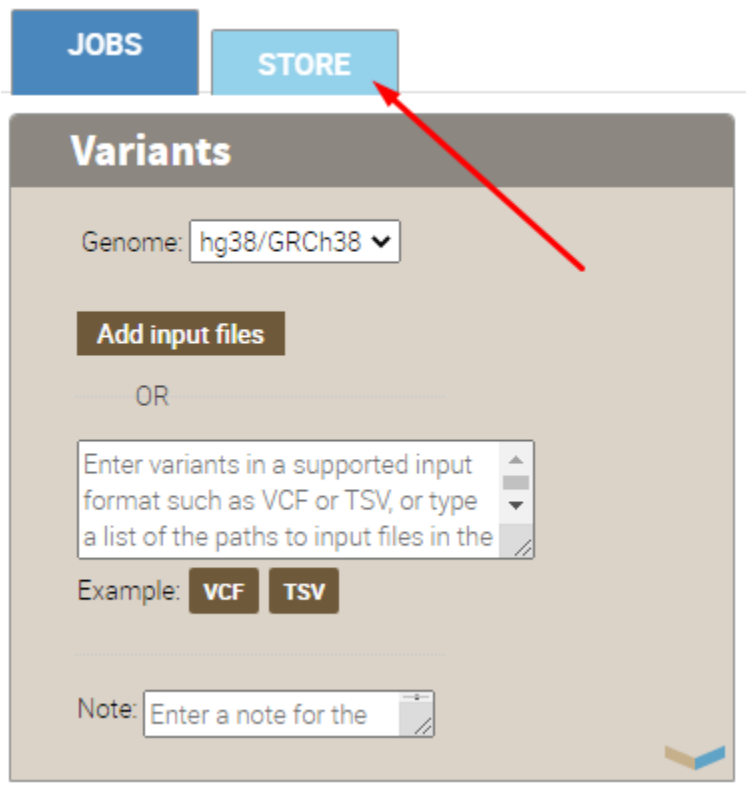 JOBS
STORE
Variants
Genome: hg38/GRCh38
Add input files
OR
Enter variants in a supported input
format such as VCF or TSV, or type
a list of the paths to input files in the
Example: VCF TSV
Note: Enter a note for the